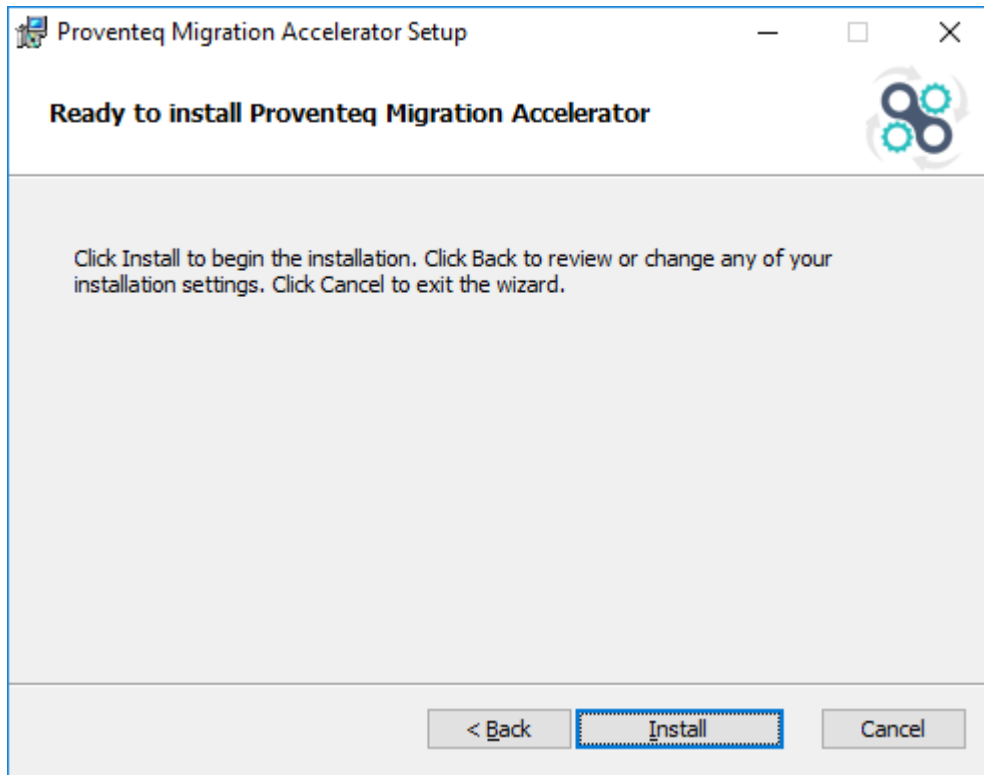 Proventeq Migration Accelerator Setup
Ready to install Proventeq Migration Accelerator
Click Install to begin the installation. Click Back to review or change any of your
installation settings. Click Cancel to exit the wizard.
< Back
Install
Cancel